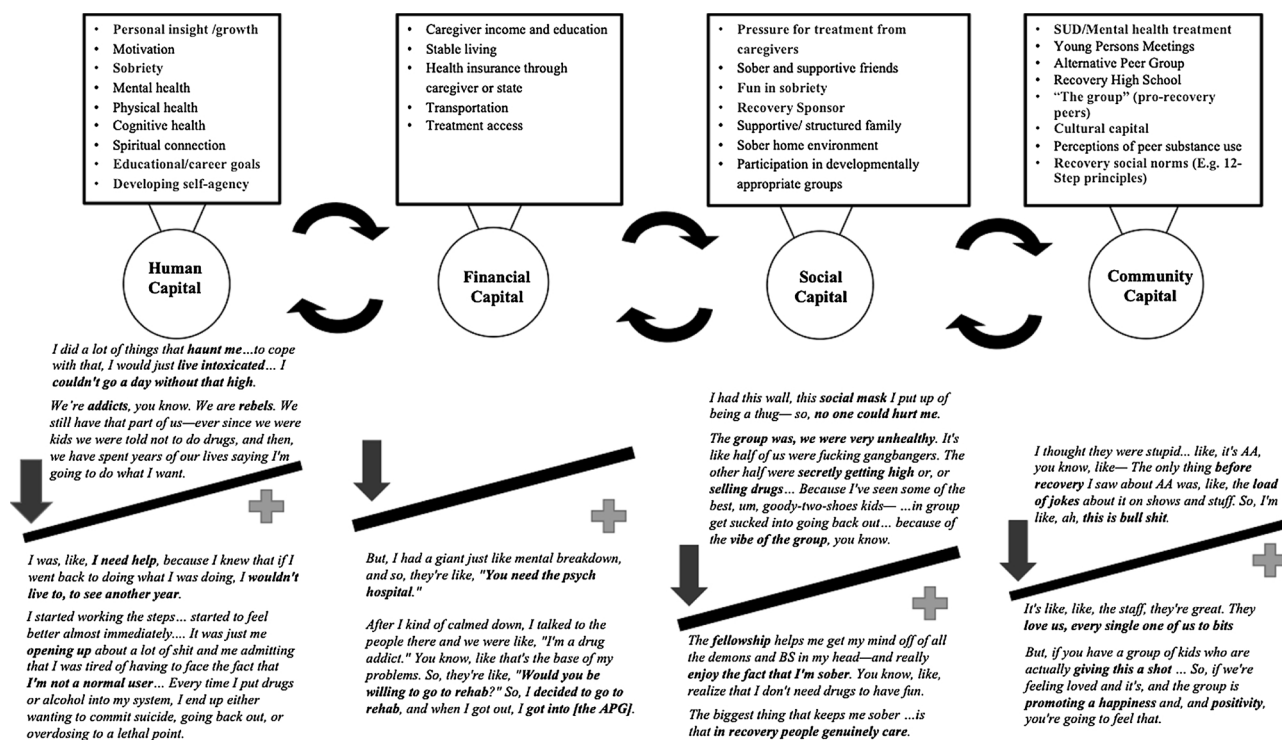 • Personal insight /growth
• Motivation
• Sobriety
• Mental health
• Physical health
• Cognitive health
• Spiritual connection
• Educational/career goals
• Developing self-agency
Human
Capital
I did a lot of things that haunt me…to cope
with that, I would just live intoxicated… I
couldn't go a day without that high.
We're addicts, you know. We are rebels. We
still have that part of us—ever since we were
kids we were told not to do drugs, and then,
we have spent years of our lives saying I'm
going to do what I want.
I was, like, I need help, because I knew that if I
went back to doing what I was doing, I wouldn't
live to, to see another year.
I started working the steps… started to feel
better almost immediately…. It was just me
opening up about a lot of shit and me admitting
that I was tired of having to face the fact that
I'm not a normal user… Every time I put drugs
or alcohol into my system, I end up either
wanting to commit suicide, going back out, or
overdosing to a lethal point.
• Caregiver income and education
• Stable living
• Health insurance through
caregiver or state
• Transportation
• Treatment access
Financial
Capital
But, I had a giant just like mental breakdown,
and so, they're like, "You need the psych
hospital."
After I kind of calmed down, I talked to the
people there and we were like, "I'm a drug
addict." You know, like that's the base of my
problems. So, they're like, "Would you be
willing to go to rehab?" So, I decided to go to
rehab, and when I got out, I got into [the APG].
• Pressure for treatment from
caregivers
• Sober and supportive friends
• Fun in sobriety
• Recovery Sponsor
• Supportive/ structured family
• Sober home environment
• Participation in developmentally
appropriate groups
Social
Capital
I had this wall, this social mask I put up of
being a thug— so, no one could hurt me.
The group was, we were very unhealthy. It's
like half of us were fucking gangbangers. The
other half were secretly getting high or, or
selling drugs… Because I've seen some of the
best, um, goody-two-shoes kids— …in group
get sucked into going back out… because of
the vibe of the group, you know.
The fellowship helps me get my mind off of all
the demons and BS in my head—and really
enjoy the fact that I'm sober. You know, like,
realize that I don't need drugs to have fun.
The biggest thing that keeps me sober …is
that in recovery people genuinely care.
• SUD/Mental health treatment
• Young Persons Meetings
• Alternative Peer Group
• Recovery High School
• “The group” (pro-recovery
peers)
• Cultural capital
• Perceptions of peer substance use
• Recovery social norms (E.g. 12-
Step principles)
Community
Capital
I thought they were stupid… like, it's AA,
you know, like— The only thing before
recovery I saw about AA was, like, the load
of jokes about it on shows and stuff. So, I'm
like, ah, this is bull shit.
It's like, like, the staff, they're great. They
love us, every single one of us to bits
But, if you have a group of kids who are
actually giving this a shot … So, if we're
feeling loved and it's, and the group is
promoting a happiness and, and positivity,
you're going to feel that.